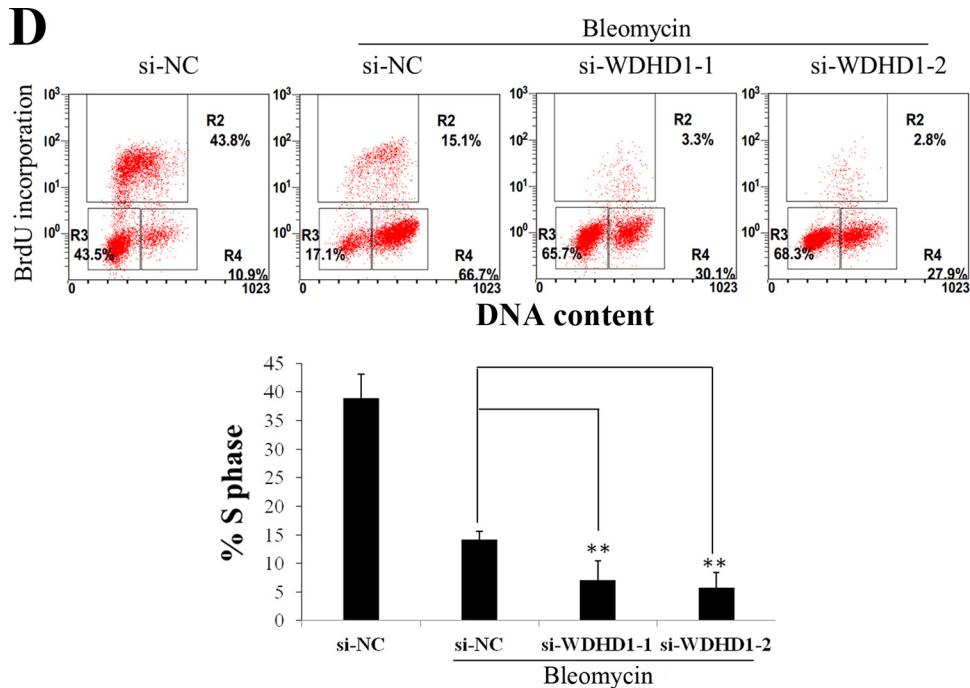 D
Bleomycin
si-NC si-NC si-WDHD1-1 si-WDHD1-2
BrdU incorporation
10³ 10² 10¹ 10⁰
R2
43.8%
R3
43.5%
R4
10.9%
0 1023
10³ 10² 10¹ 10⁰
R2
15.1%
R3
17.1%
R4
66.7%
0 1023
10³ 10² 10¹ 10⁰
R2
3.3%
R3
65.7%
R4
30.1%
0 1023
10³ 10² 10¹ 10⁰
R2
2.8%
R3
68.3%
R4
27.9%
0 1023
DNA content
% S phase
45
40
35
30
25
20
15
10
5
0
** **
si-NC si-NC si-WDHD1-1 si-WDHD1-2
Bleomycin